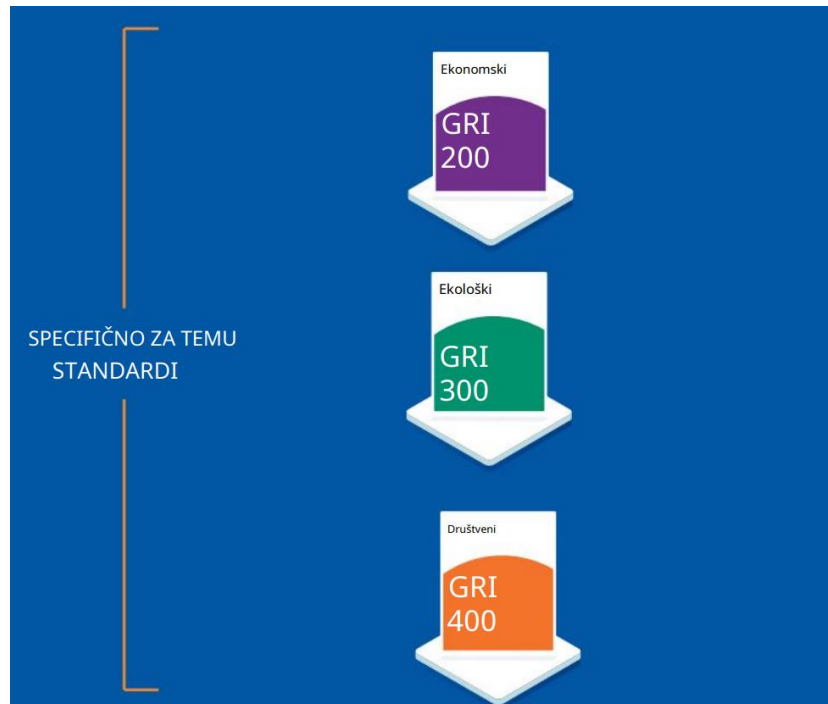 Ekonomski
GRI
200
Ekološki
GRI
300
SPECIFIČNO ZA TEMU
STANDARDI
Društveni
GRI
400